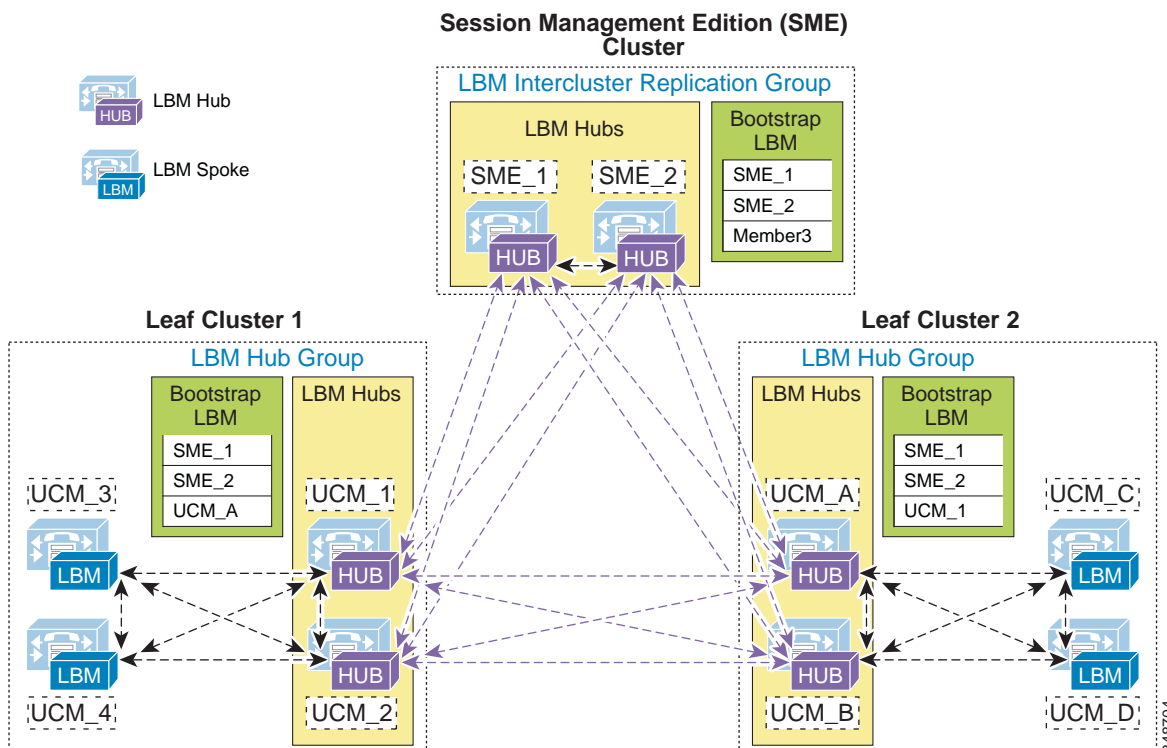 Session Management Edition (SME)
Cluster
LBM Intercluster Replication Group
HUB
LBM Hub
LBM
LBM Spoke
LBM Hubs
SME_1
SME_2
HUB
HUB
Bootstrap
LBM
SME_1
SME_2
Member3
Leaf Cluster 1
LBM Hub Group
Bootstrap
LBM
SME_1
SME_2
UCM_A
LBM Hubs
UCM_3
UCM_1
LBM
HUB
LBM
HUB
UCM_4
UCM_2
Leaf Cluster 2
LBM Hub Group
LBM Hubs
Bootstrap
LBM
SME_1
SME_2
UCM_1
UCM_A
UCM_C
HUB
LBM
HUB
LBM
UCM_B
UCM_D